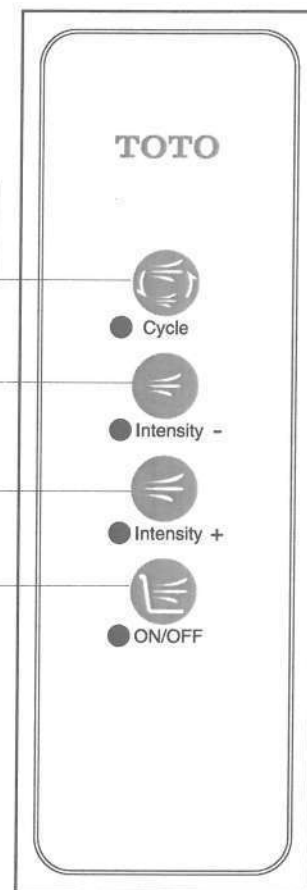 TOTO
Cycle
Intensity -
Intensity +
ON/OFF